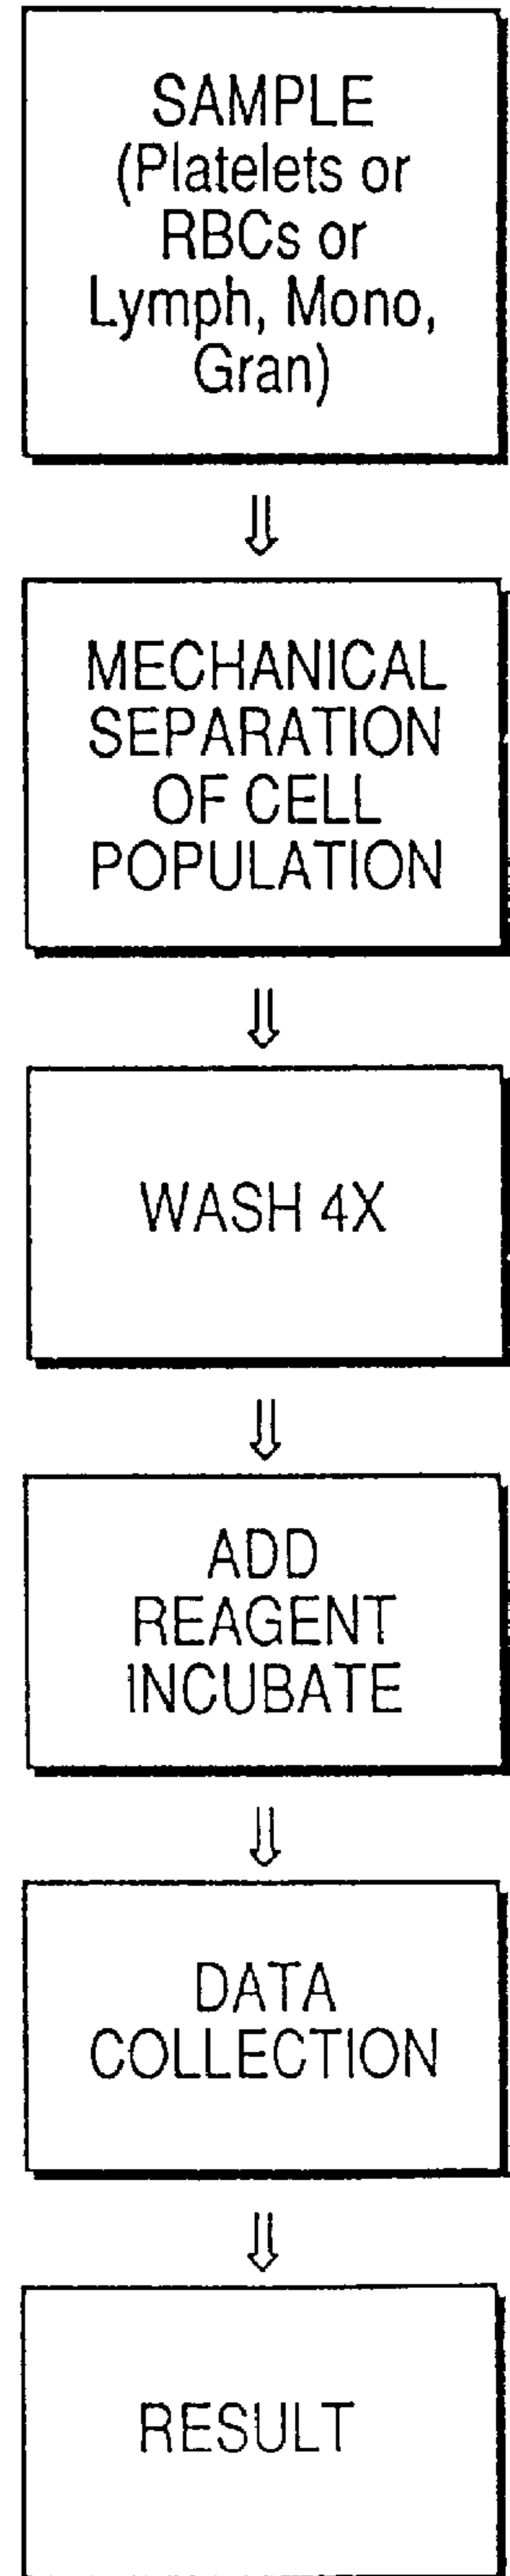 SAMPLE
(Platelets or
RBCs or
Lymph, Mono,
Gran)
MECHANICAL
SEPARATION
OF CELL
POPULATION
WASH 4X
ADD
REAGENT
INCUBATE
DATA
COLLECTION
RESULT